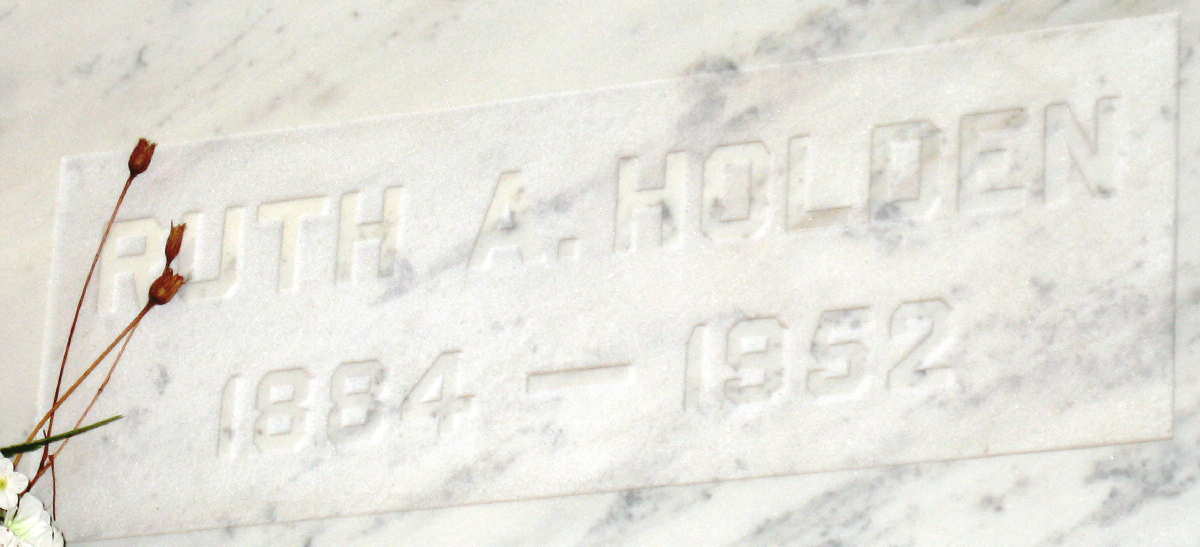 RUTH A. HOLDEN
1884 — 1952